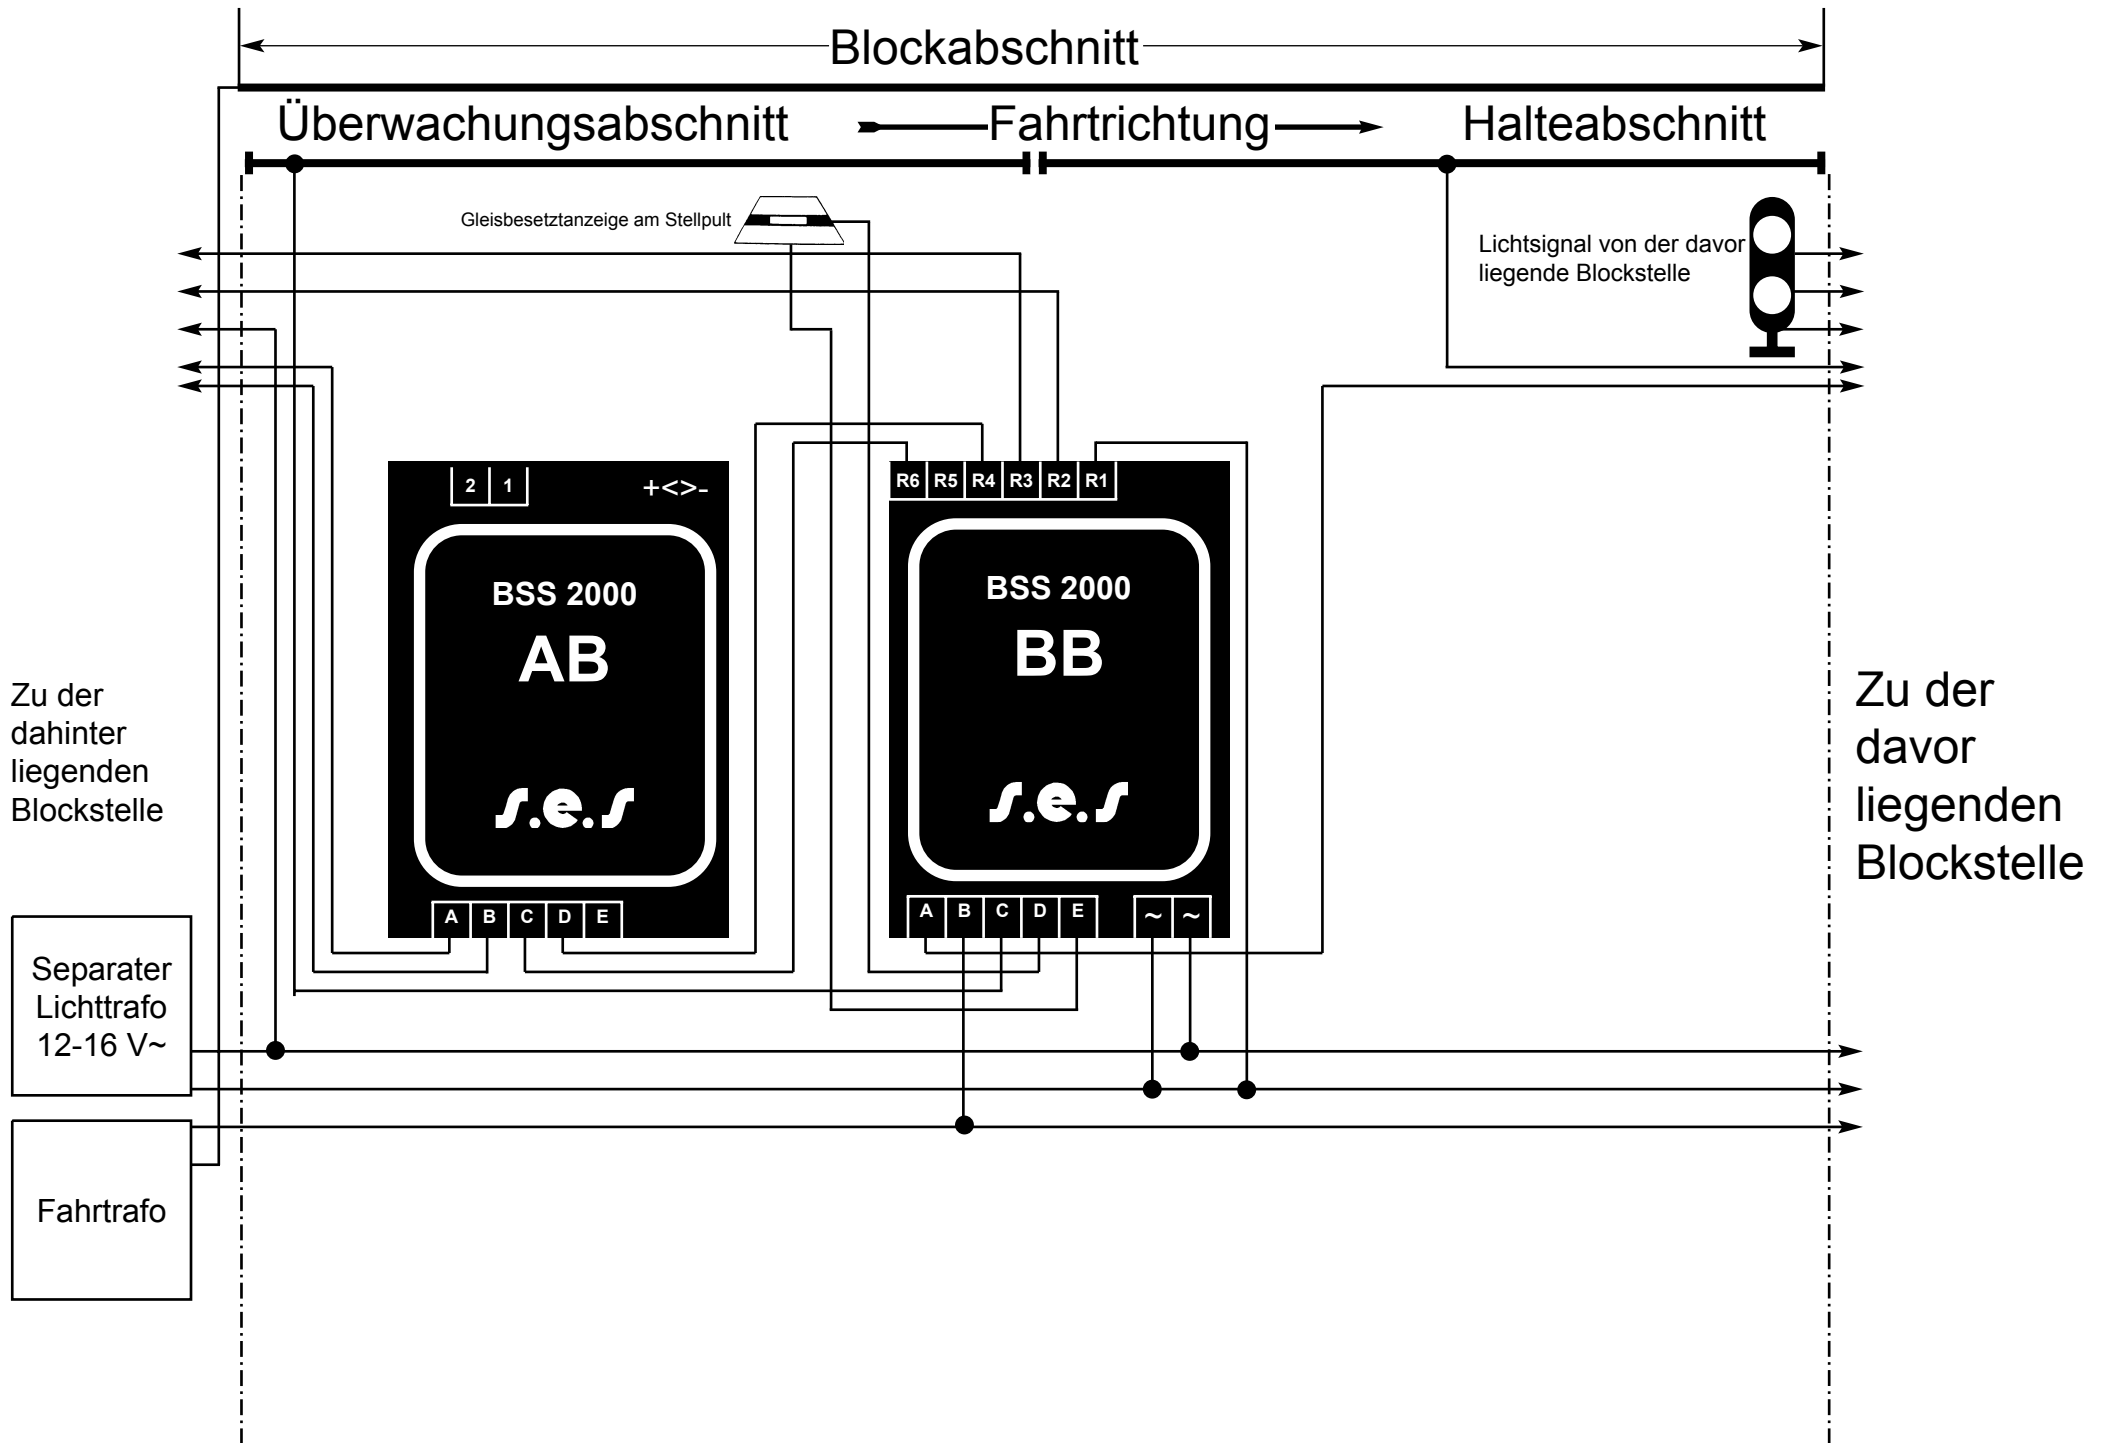 Blockabschnitt
Überwachungsabschnitt
Fahrtrichtung
Halteabschnitt
Gleisbesetztanzeige am Stellpult
Lichtsignal von der davor
liegende Blockstelle
2 1 +<>-
R6 R5 R4 R3 R2 R1
BSS 2000
AB
s.e.s
A B C D E
BSS 2000
BB
s.e.s
A B C D E ~ ~
Zu der
dahinter
liegenden
Blockstelle
Zu der
davor
liegenden
Blockstelle
Separater
Lichttrafo
12-16 V~
Fahrtrafo